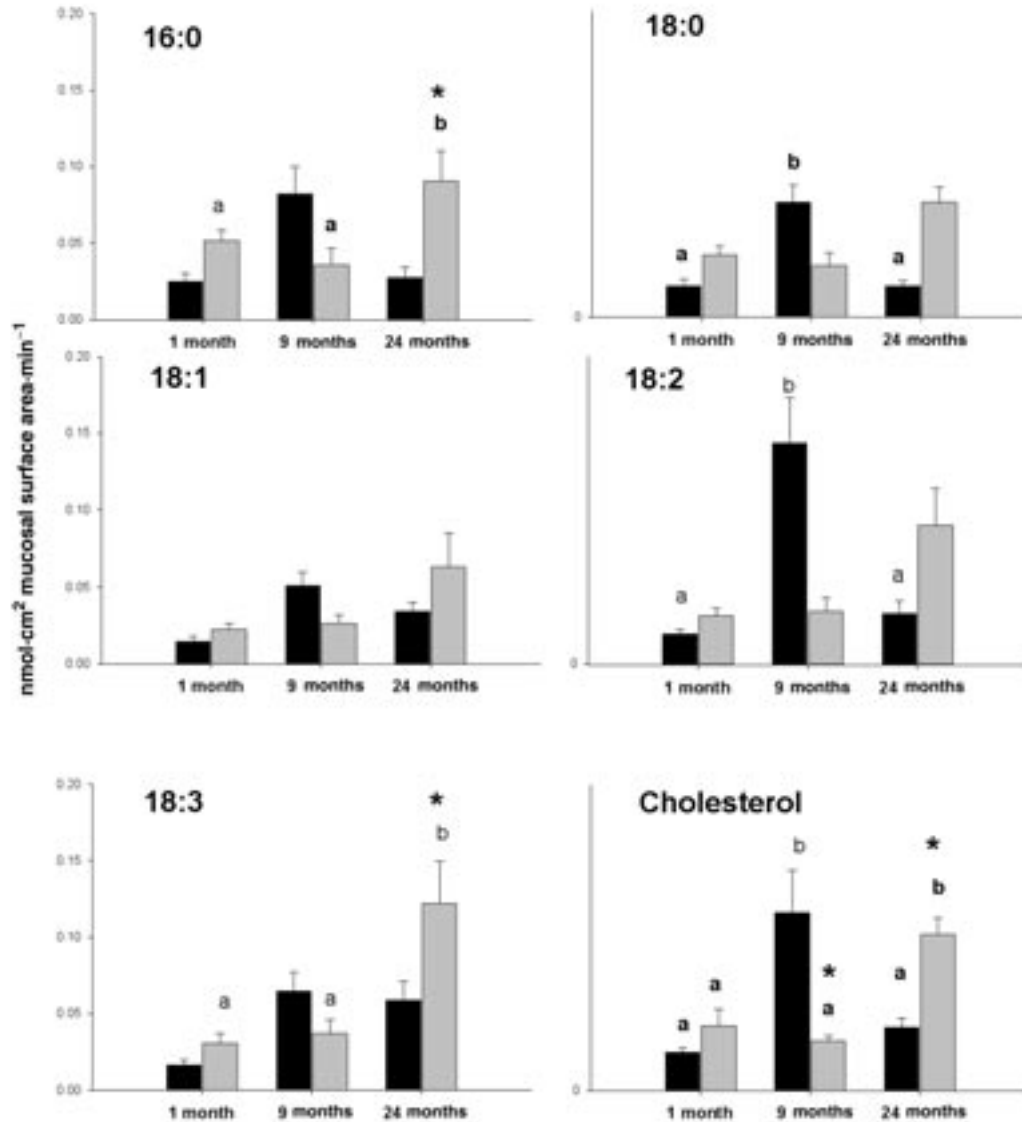 nmol·cm² mucosal surface area·min⁻¹
16:0
0.20
0.15
0.10
0.05
0.00
a
a
*
b
1 month 9 months 24 months
18:0
0
a
b
a
1 month 9 months 24 months
18:1
0.20
0.15
0.10
0.05
0.00
1 month 9 months 24 months
18:2
0
a
b
a
1 month 9 months 24 months
18:3
0.20
0.15
0.10
0.05
0.00
a
a
*
b
1 month 9 months 24 months
Cholesterol
0
a
a
b
*
a
a
*
b
1 month 9 months 24 months